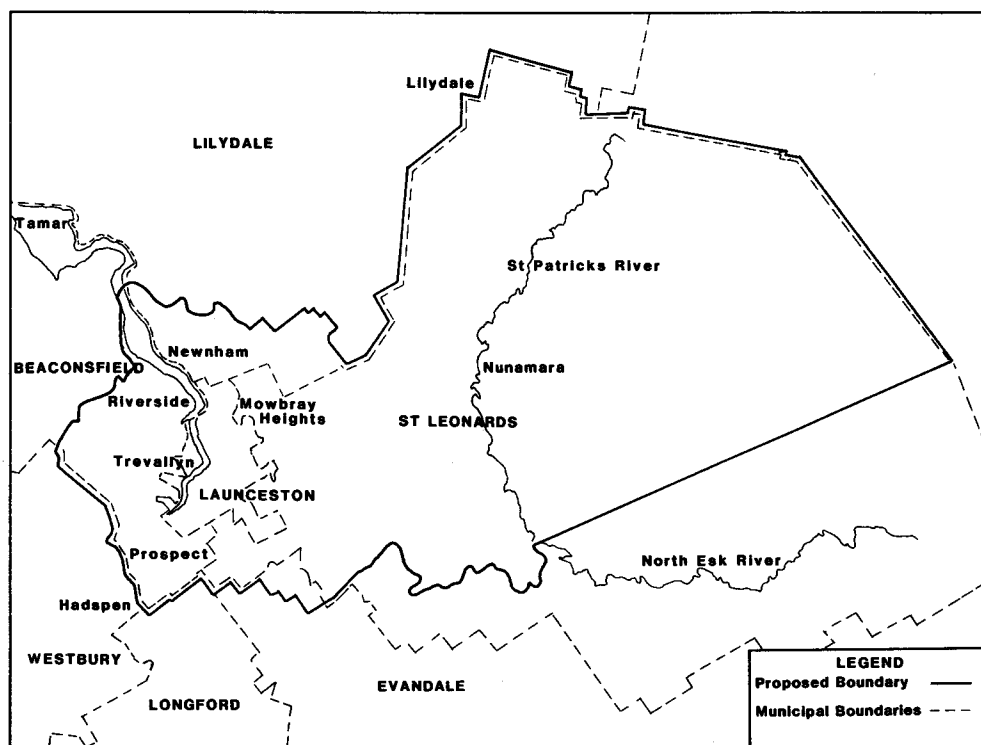 Lilydale
LILYDALE
Tamar
St Patricks River
Newnham
BEACONSFIELD
Nunamara
Riverside
Mowbray
Heights
ST LEONARDS
Trevallyn
LAUNCESTON
Prospect
North Esk River
Hadspen
WESTBURY
EVANDALE
LONGFORD
LEGEND
Proposed Boundary
Municipal Boundaries